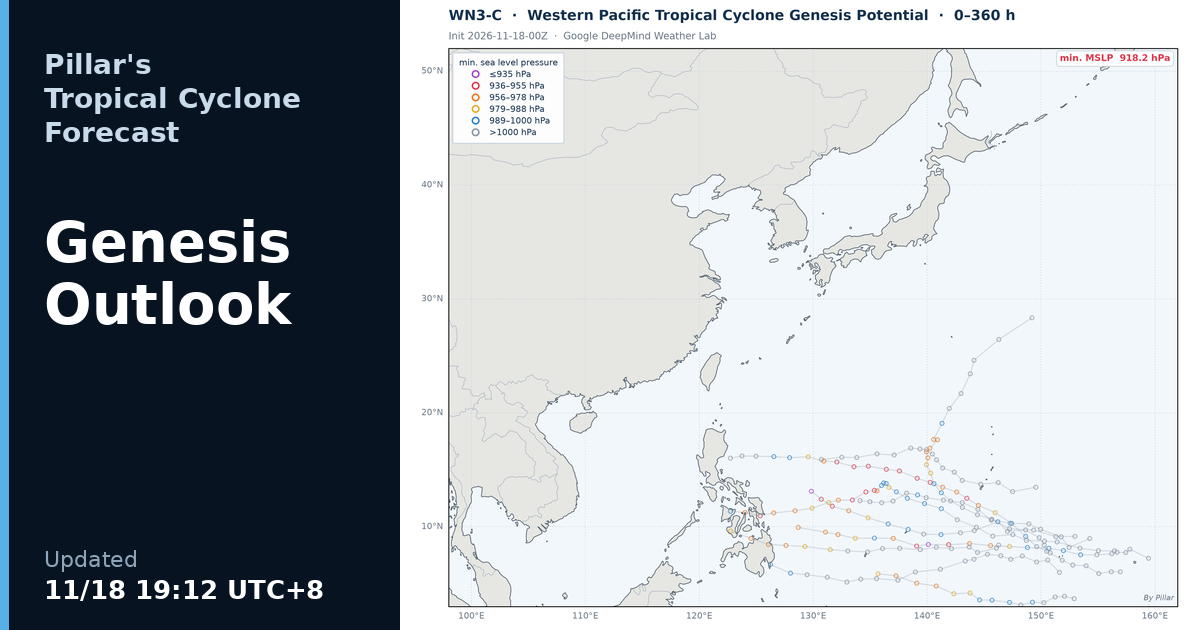 Pillar's
Tropical Cyclone
Forecast
Genesis
Outlook
Updated
11/18 19:12 UTC+8
WN3-C · Western Pacific Tropical Cyclone Genesis Potential · 0–360 h
Init 2026-11-18-00Z · Google DeepMind Weather Lab
min. sea level pressure
≤935 hPa
936–955 hPa
956–978 hPa
979–988 hPa
989–1000 hPa
>1000 hPa
min. MSLP 918.2 hPa
50°N
40°N
30°N
20°N
10°N
By Pillar
100°E
110°E
120°E
130°E
140°E
150°E
160°E